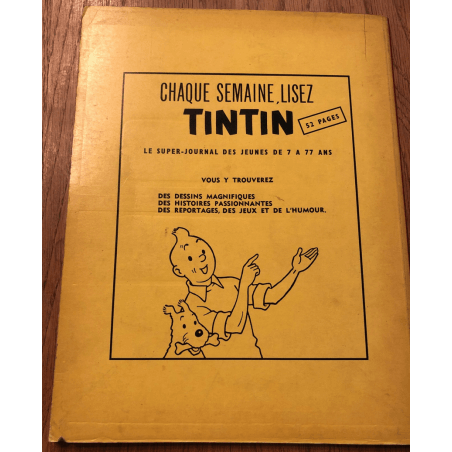 CHAQUE SEMAINE, LISEZ
TINTIN
52 PAGES
LE SUPER-JOURNAL DES JEUNES DE 7 A 77 ANS
VOUS Y TROUVEREZ
DES DESSINS MAGNIFIQUES
DES HISTOIRES PASSIONNANTES
DES REPORTAGES, DES JEUX ET DE L'HUMOUR.